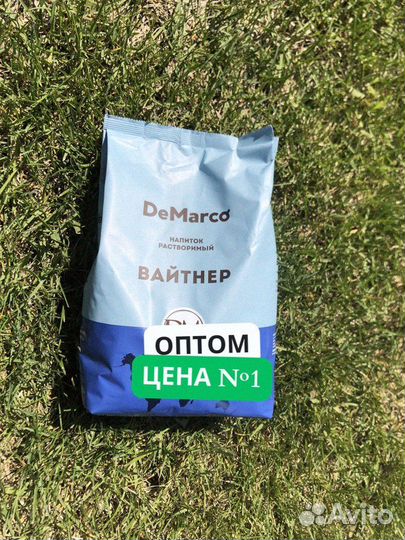 DeMarco
НАПИТОК
РАСТВОРИМЫЙ
ВАЙТНЕР
ОПТОМ
ЦЕНА №1
Avito